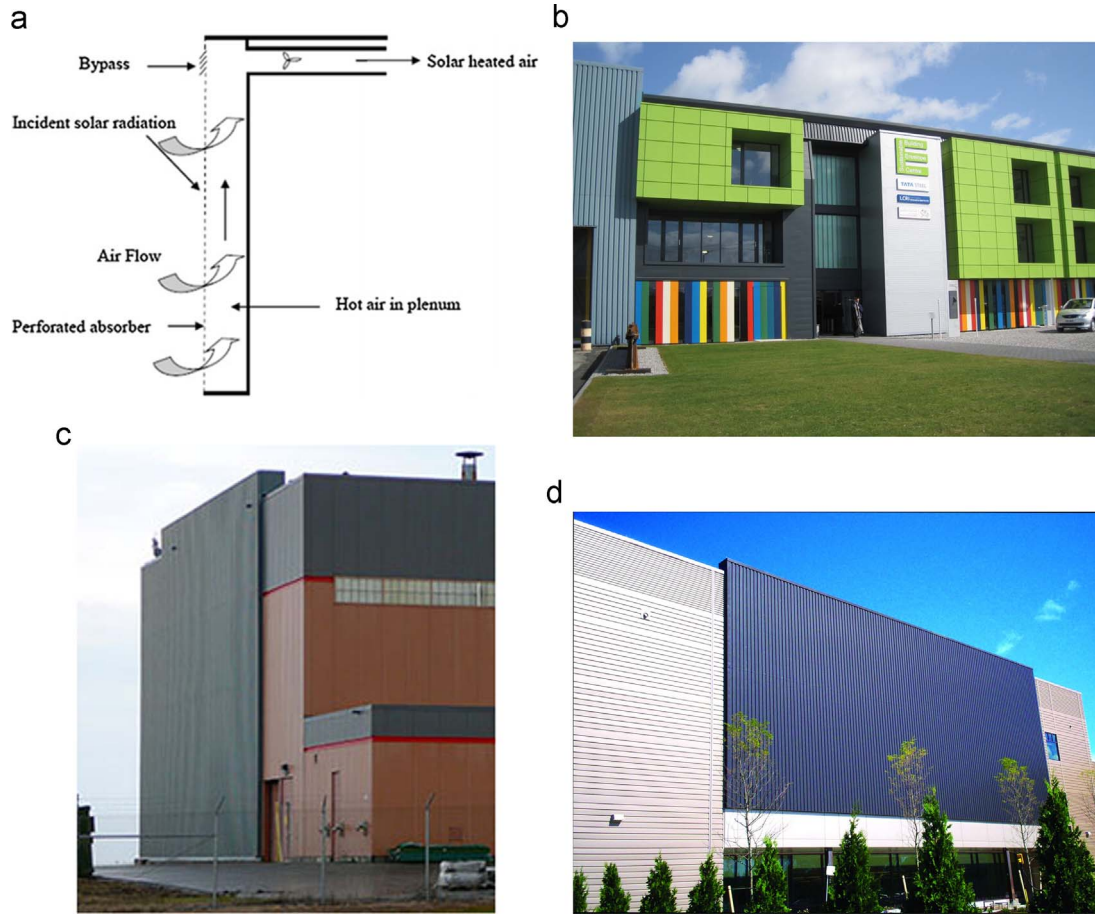 a
Bypass
Solar heated air
Incident solar radiation
Air Flow
Hot air in plenum
Perforated absorber
b
TATA STEEL
c
d